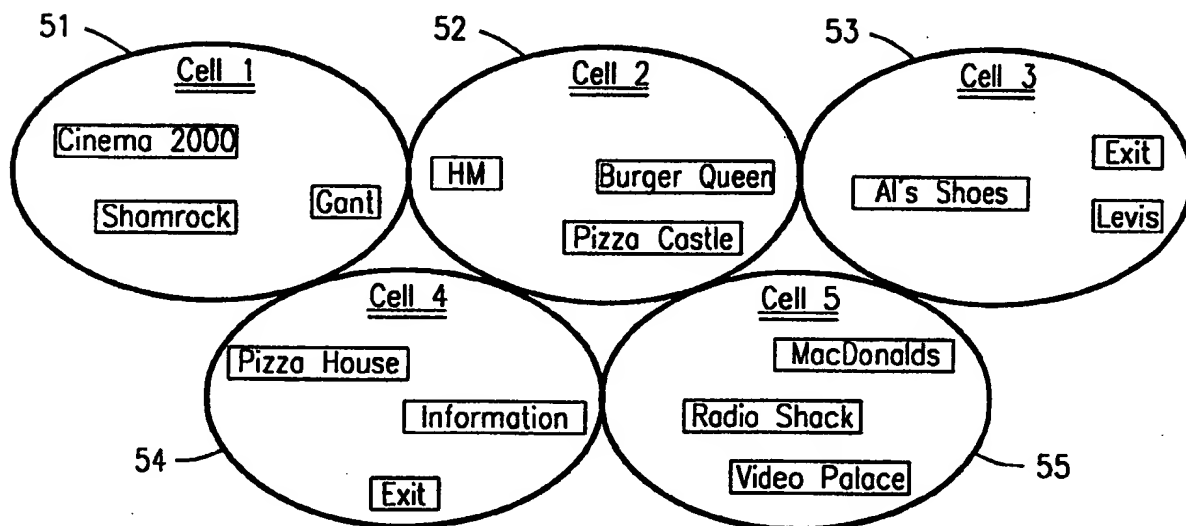 51
52
53
Cell 1
Cinema 2000
Shamrock
Gant
Cell 2
HM
Burger Queen
Pizza Castle
Cell 3
Exit
Al's Shoes
Levis
Cell 4
Pizza House
Information
Exit
54
Cell 5
MacDonalds
Radio Shack
Video Palace
55